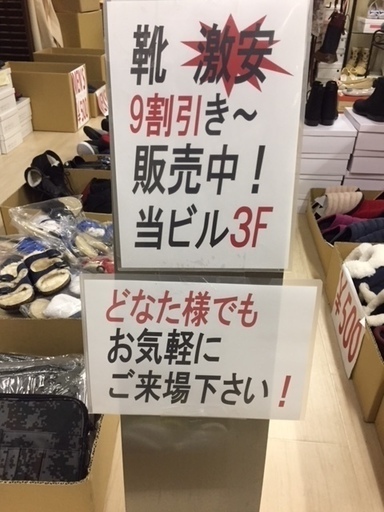 靴 激安
9割引き~
販売中!
当ビル3F
どなた様でも
お気軽に
ご来場下さい!
¥500